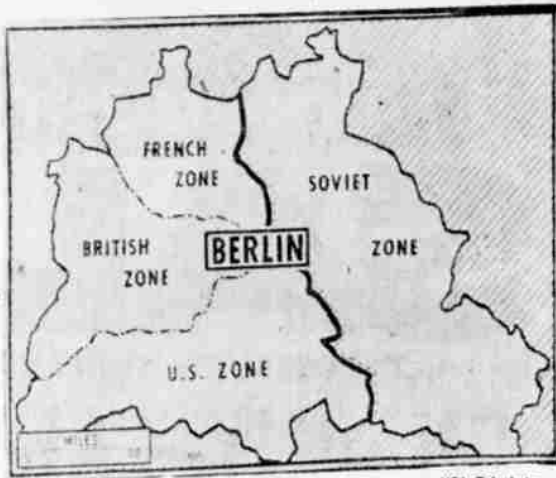 FRENCH
ZONE
SOVIET
BRITISH
ZONE
BERLIN
ZONE
U.S. ZONE
MILES